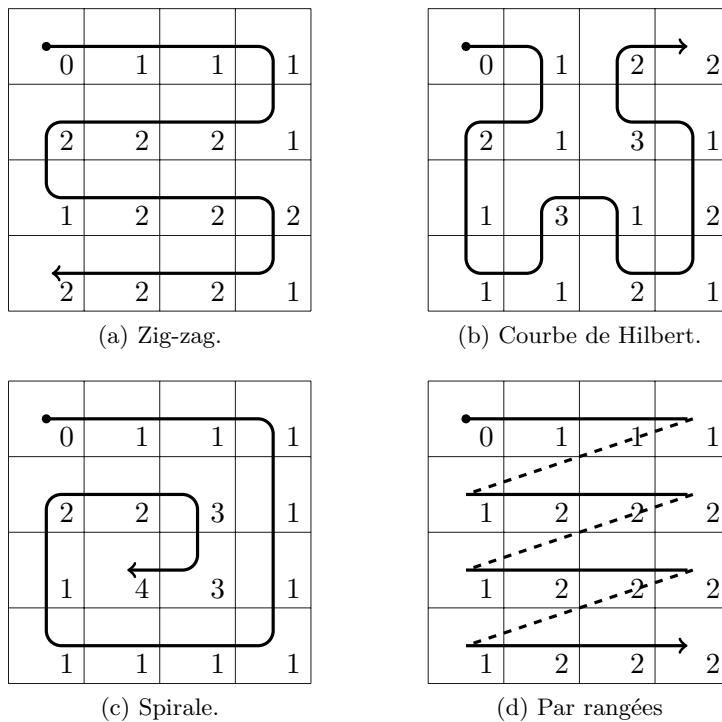 0 1 1 1
2 2 2 1
1 2 2 2
2 2 2 1
(a) Zig-zag.
0 1 2 2
2 1 3 1
1 3 1 2
1 1 2 1
(b) Courbe de Hilbert.
0 1 1 1
2 2 3 1
1 4 3 1
1 1 1 1
(c) Spirale.
0 1 1 1
1 2 2 2
1 2 2 2
1 2 2 2
(d) Par rangées